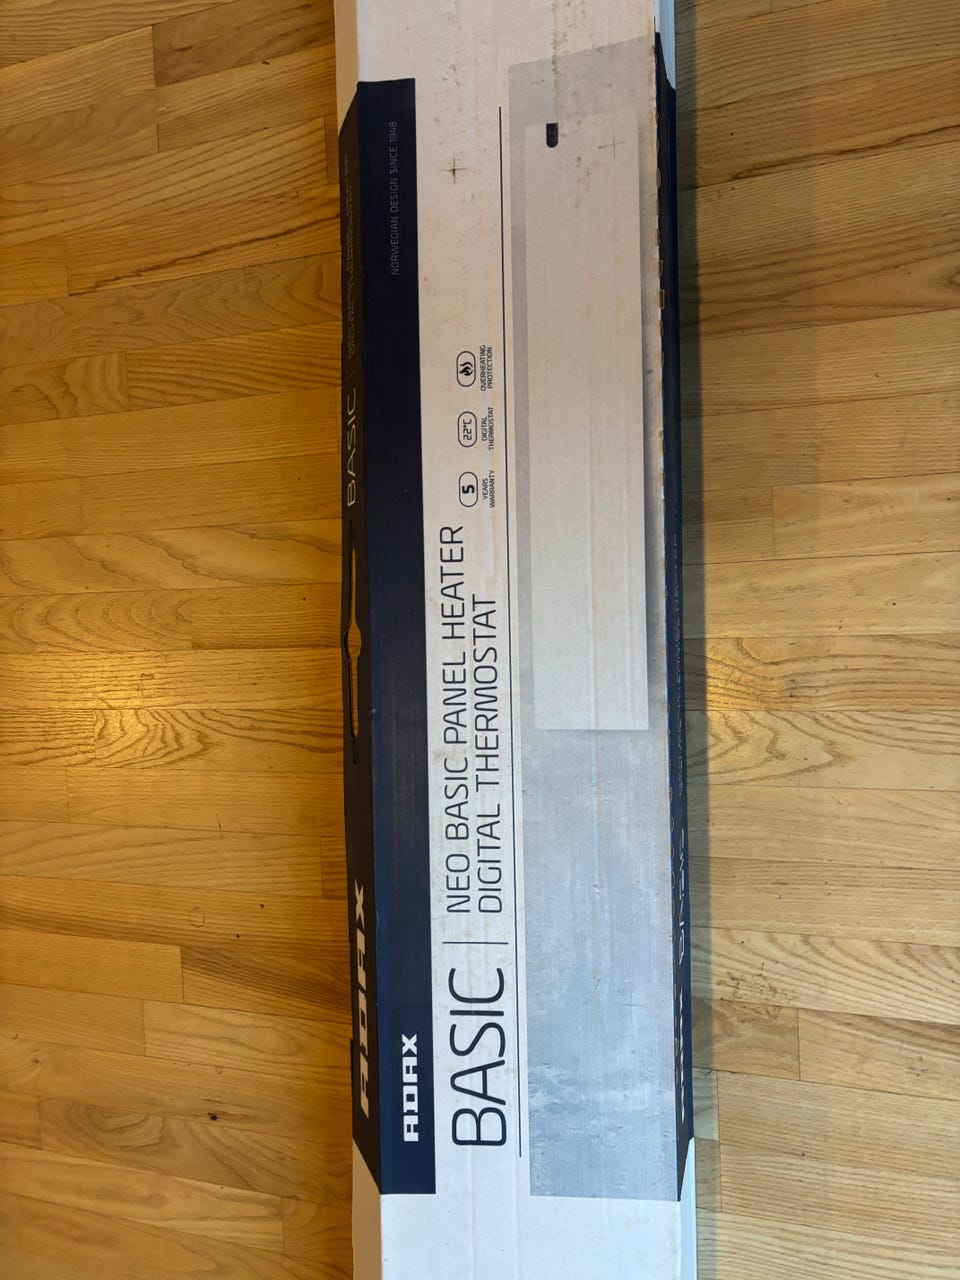 ADAX
NORWEGIAN DESIGN SINCE 1948
BASIC
NEO BASIC PANEL HEATER
DIGITAL THERMOSTAT
5
YEARS
WARRANTY
22°C
DIGITAL
THERMOSTAT
OVERHEATING
PROTECTION
ADAX
BASIC